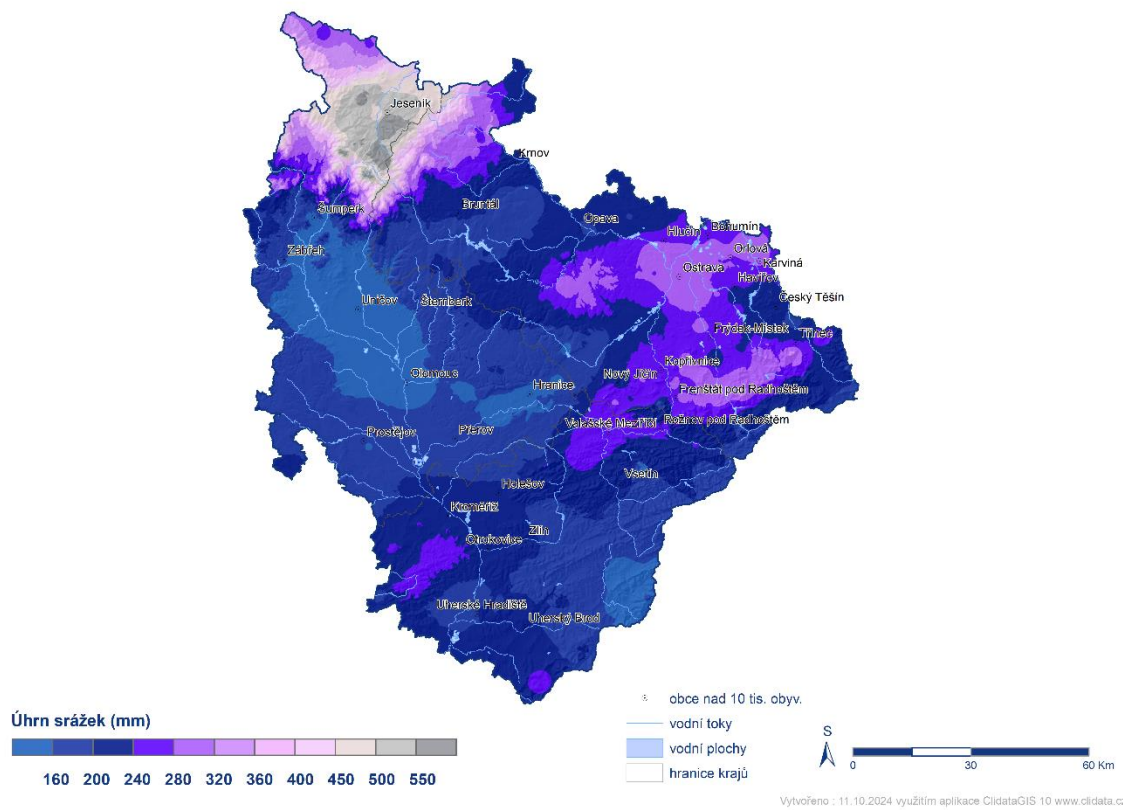 Jeseník
Krnov
Šumperk
Bruntál
Opava
Hlučín
Bohumín
Orlová
Zábřeh
Ostrava
Karviná
Havířov
Český Těšín
Uničov
Šternberk
Frýdek-Místek
Třinec
Kopřivnice
Olomouc
Nový Jičín
Hranice
Frenštát pod Radhoštěm
Prostějov
Přerov
Valašské Meziříčí
Rožnov pod Radhoštěm
Vsetín
Holešov
Kroměříž
Zlín
Otrokovice
Uherské Hradiště
Uherský Brod
Úhrn srážek (mm)
160 200 240 280 320 360 400 450 500 550
obce nad 10 tis. obyv.
vodní toky
vodní plochy
hranice krajů
S
0 30 60 Km
Vytvořeno : 11.10.2024 využitím aplikace ClidataGIS 10 www.clidata.cz